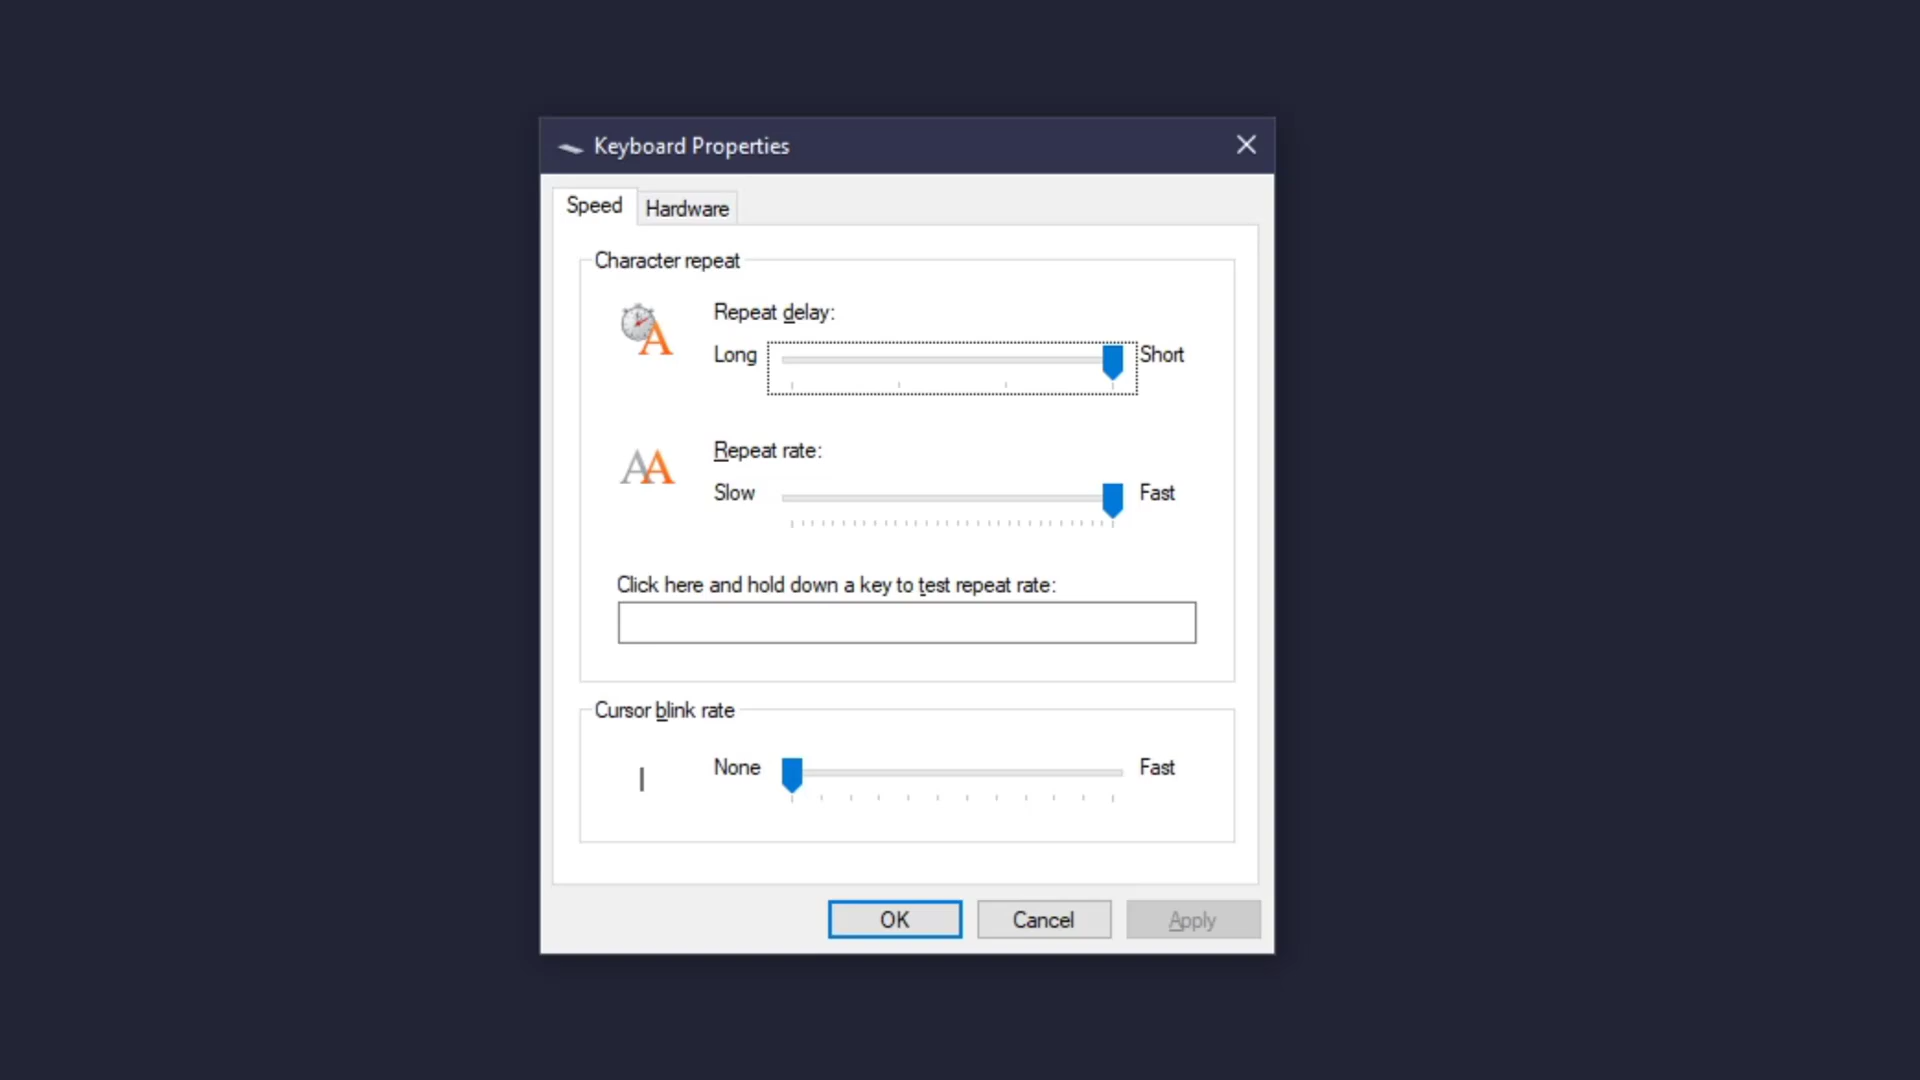 Keyboard Properties
Speed
Hardware
Character repeat
Repeat delay:
Long
Short
Repeat rate:
Slow
Fast
Click here and hold down a key to test repeat rate:
Cursor blink rate
None
Fast
OK
Cancel
Apply